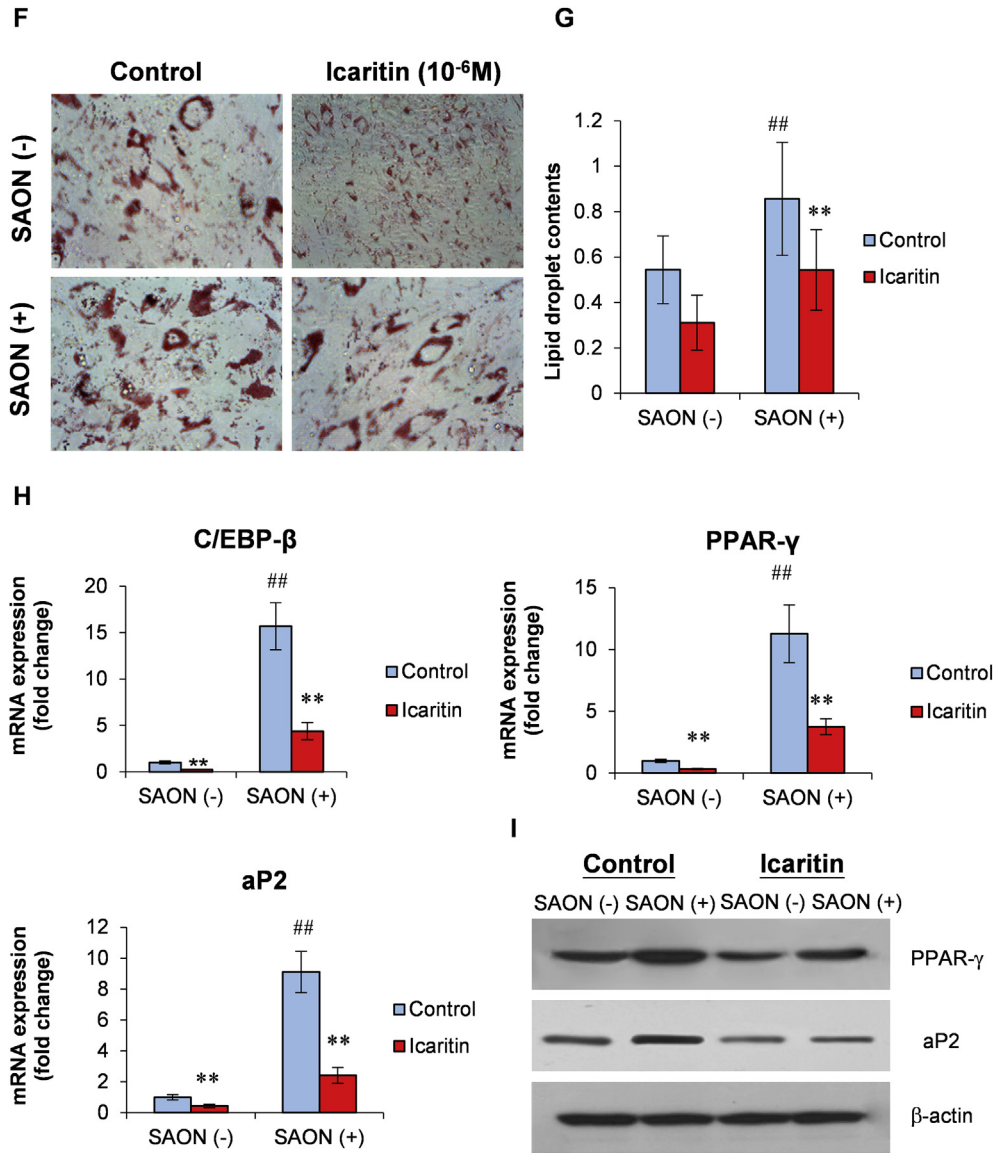 F
Control
Icaritin (10⁻⁶M)
SAON (-)
SAON (+)
G
Lipid droplet contents
1.2
1
0.8
0.6
0.4
0.2
0
##
**
SAON (-)
SAON (+)
Control
Icaritin
H
C/EBP-β
mRNA expression
(fold change)
20
15
10
5
0
**
##
**
SAON (-)
SAON (+)
Control
Icaritin
PPAR-γ
mRNA expression
(fold change)
15
10
5
0
**
##
**
SAON (-)
SAON (+)
Control
Icaritin
aP2
mRNA expression
(fold change)
12
10
8
6
4
2
0
**
##
**
SAON (-)
SAON (+)
Control
Icaritin
I
Control Icaritin
SAON (-) SAON (+) SAON (-) SAON (+)
PPAR-γ
aP2
β-actin